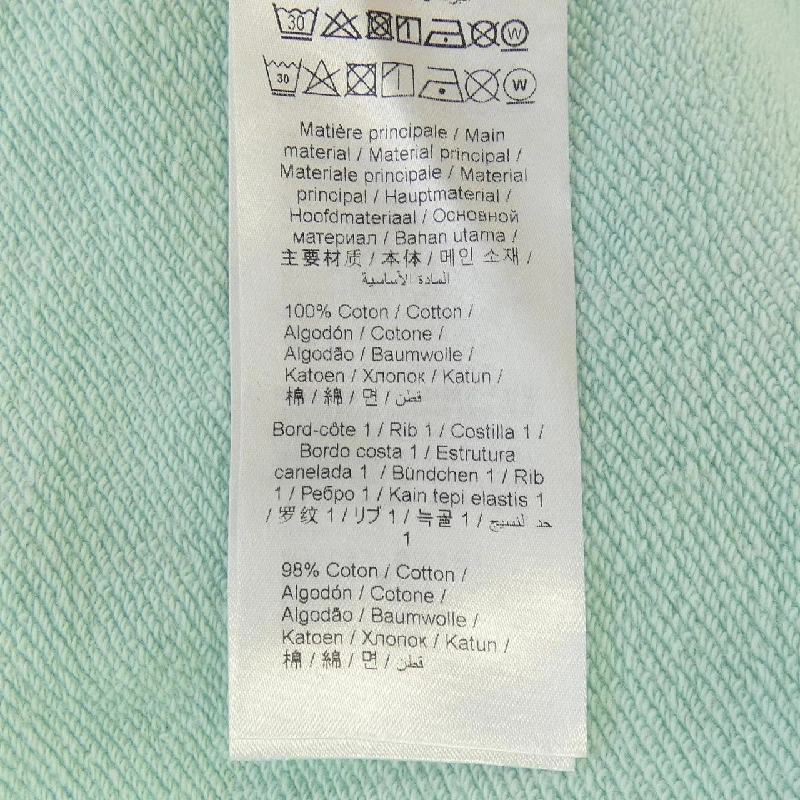 30 W
30 W
Matière principale / Main
material / Material principal /
Materiale principale / Material
principal / Hauptmaterial /
Hoofdmateriaal / Основной
материал / Bahan utama /
主要材质 / 本体 / 메인 소재 /
المادة الأساسية
100% Coton / Cotton /
Algodón / Cotone /
Algodão / Baumwolle /
Katoen / Хлопок / Katun /
棉 / 綿 / 면 / قطن
Bord-côte 1 / Rib 1 / Costilla 1 /
Bordo costa 1 / Estrutura
canelada 1 / Bündchen 1 / Rib
1 / Ребро 1 / Kain tepi elastis 1
/ 罗纹 1 / リブ 1 / 늑골 1 / حد لنسيج
1
98% Coton / Cotton /
Algodón / Cotone /
Algodão / Baumwolle /
Katoen / Хлопок / Katun /
棉 / 綿 / 면 / قطن